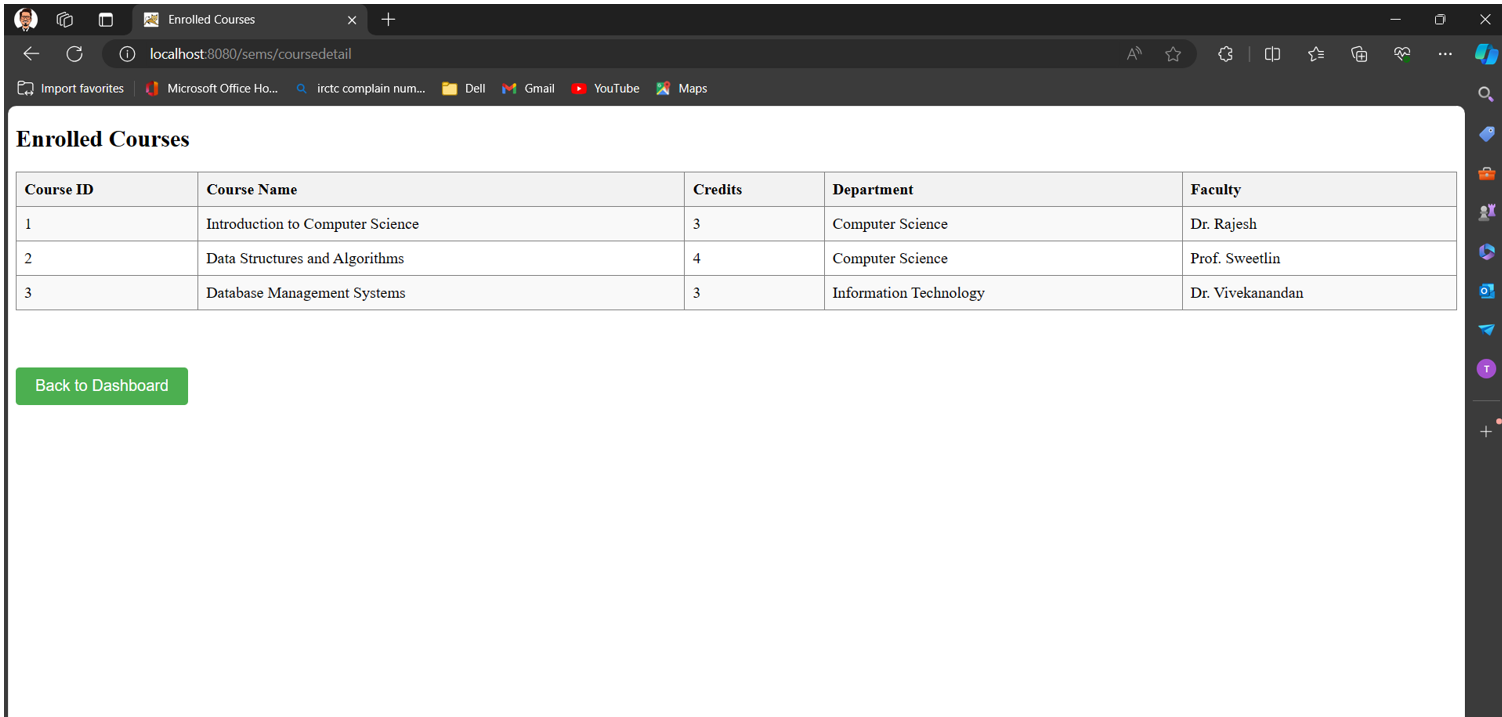 Enrolled Courses
localhost:8080/sems/coursedetail
Import favorites Microsoft Office Ho... irctc complain num... Dell Gmail YouTube Maps
Enrolled Courses
Course ID Course Name Credits Department Faculty
1 Introduction to Computer Science 3 Computer Science Dr. Rajesh
2 Data Structures and Algorithms 4 Computer Science Prof. Sweetlin
3 Database Management Systems 3 Information Technology Dr. Vivekanandan
Back to Dashboard
T